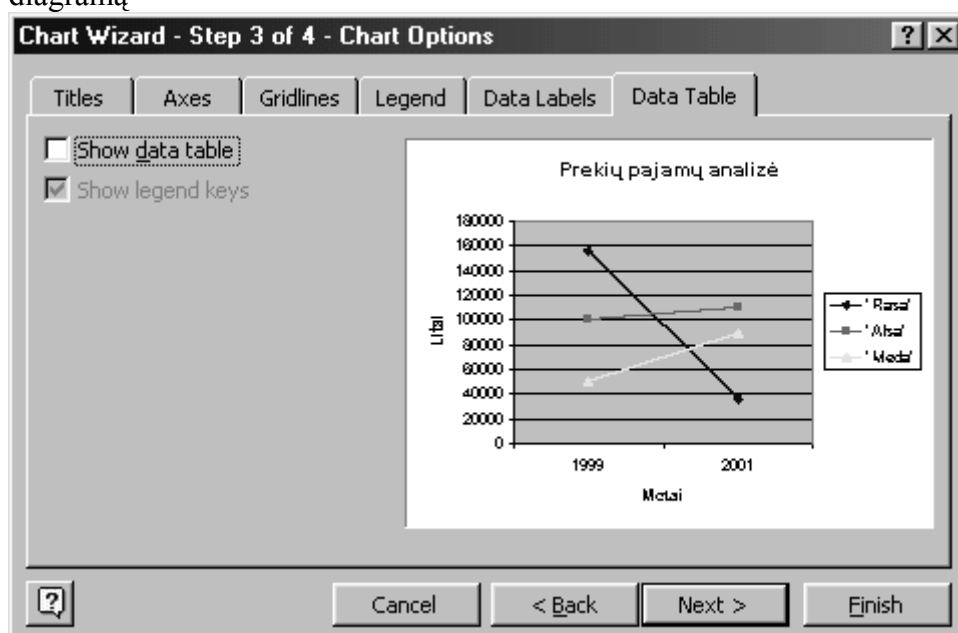 diagramą
Chart Wizard - Step 3 of 4 - Chart Options
Titles Axes Gridlines Legend Data Labels Data Table
Show data table
Show legend keys
Prekių pajamų analizė
180000
160000
140000
120000
100000
80000
60000
40000
20000
0
Litai
1999 2001
Metai
"Rasa"
"Alsa"
"Meda"
Cancel < Back Next > Finish